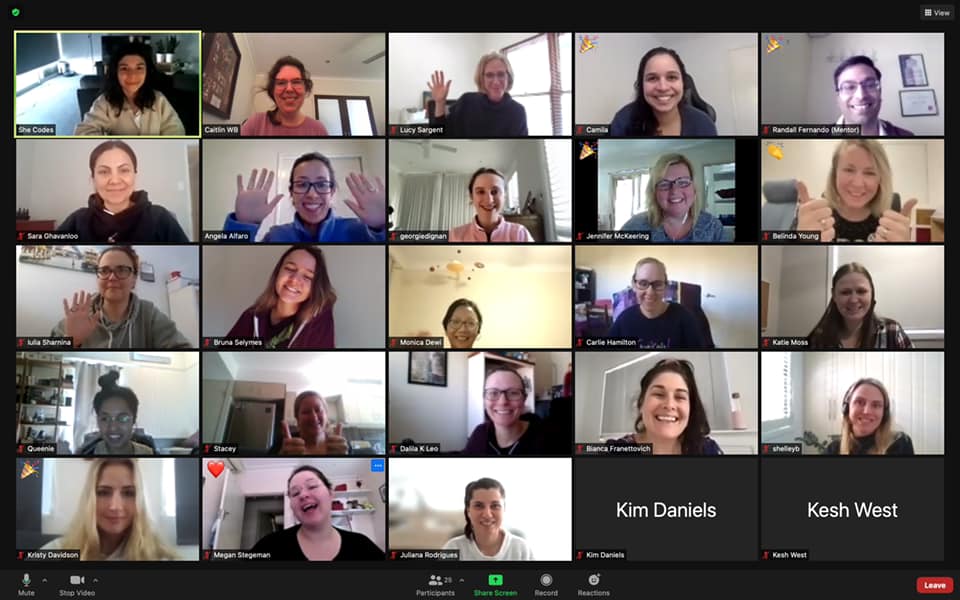 View
She Codes
Caitlin WB
Lucy Sargent
Camila
Randall Fernando (Mentor)
Sara Ghavanloo
Angela Alfaro
georgiedignan
Jennifer McKeering
Belinda Young
Iulia Sharnina
Bruna Selymes
Monica Dewi
Carlie Hamilton
Katie Moss
Queenie
Stacey
Dalila K Leo
Bianca Franettovich
shelleyb
Kim Daniels
Kesh West
Kristy Davidson
Megan Stegeman
Juliana Rodrigues
Kim Daniels
Kesh West
Mute
Stop Video
Participants
25
Share Screen
Record
Reactions
Leave